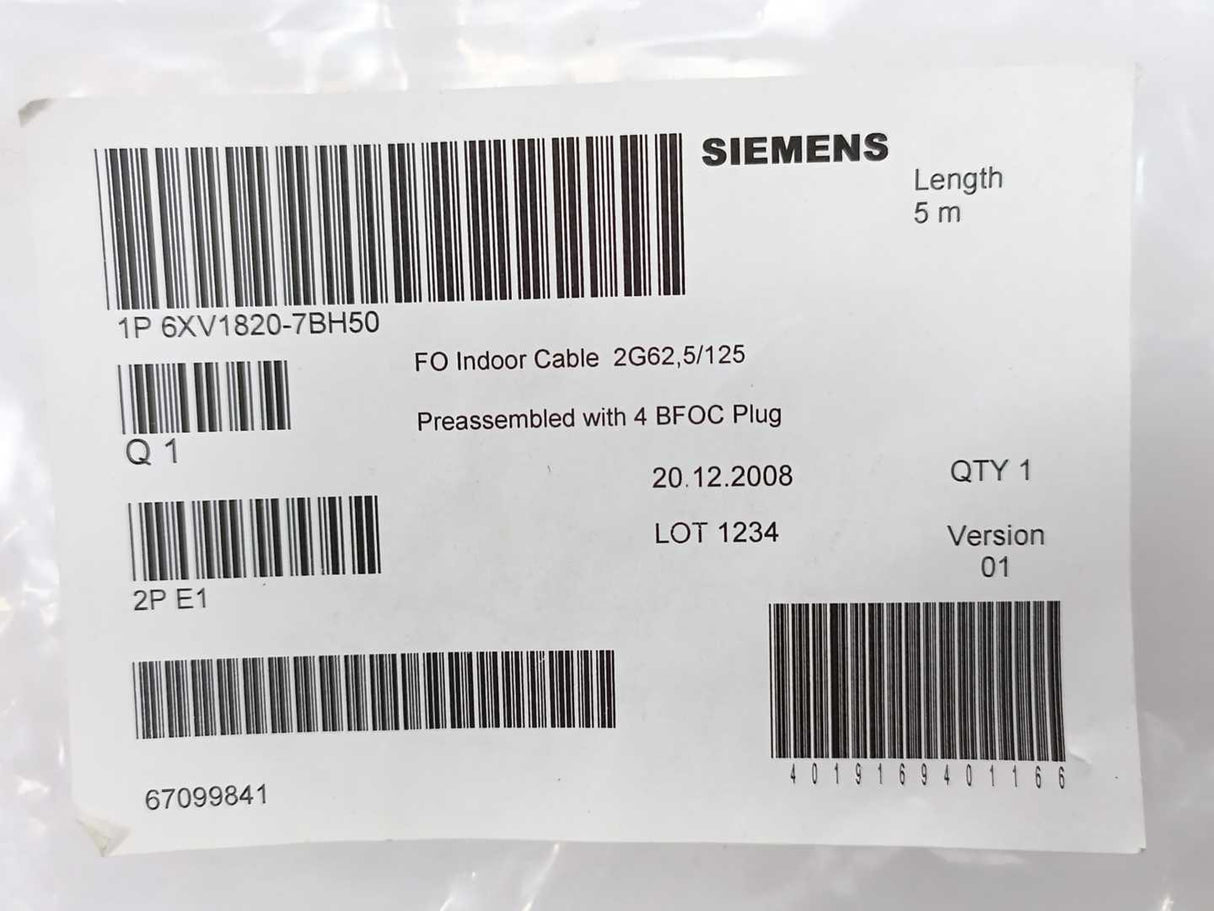 SIEMENS
Length
5 m
1P 6XV1820-7BH50
FO Indoor Cable 2G62,5/125
Preassembled with 4 BFOC Plug
Q 1
20.12.2008
QTY 1
LOT 1234
Version
01
2P E1
67099841
4019169401166